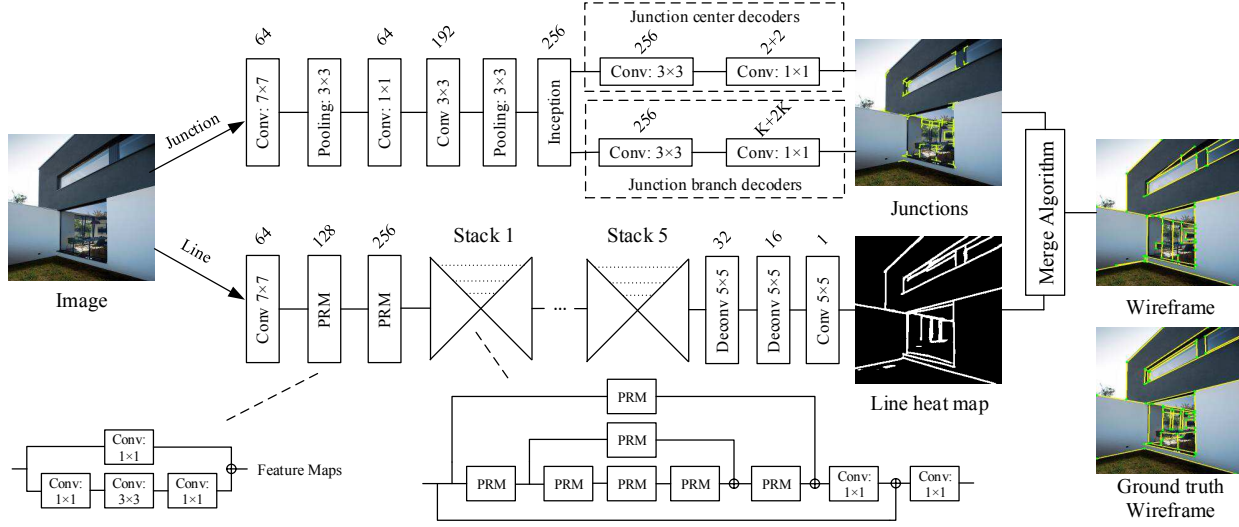 Junction center decoders
64
64
192
256
256
2+2
Conv: 7×7
Pooling: 3×3
Conv: 1×1
Conv 3×3
Pooling: 3×3
Inception
Conv: 3×3
Conv: 1×1
Junction
256
K+2K
Conv: 3×3
Conv: 1×1
Junction branch decoders
Junctions
Merge Algorithm
Image
Line
64
128
256
Stack 1
Stack 5
32
16
1
Conv 7×7
PRM
PRM
...
Deconv 5×5
Deconv 5×5
Conv 5×5
Line heat map
Wireframe
Conv:
1×1
Conv:
1×1
Conv:
3×3
Conv:
1×1
Feature Maps
PRM
PRM
PRM
PRM
PRM
PRM
PRM
Conv:
1×1
Conv:
1×1
Ground truth
Wireframe